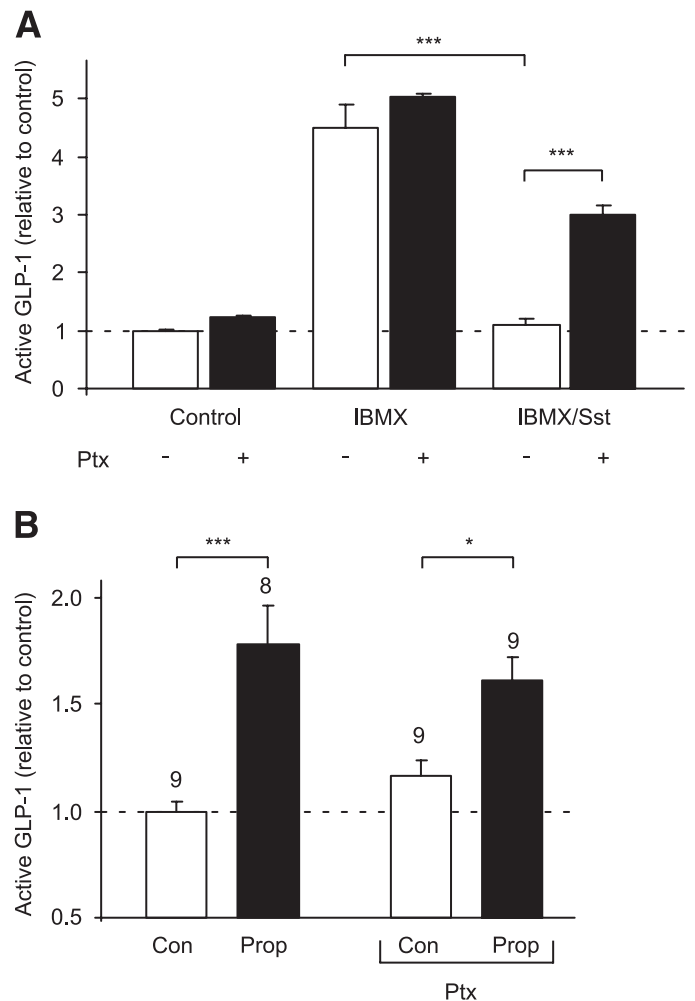 A
Active GLP-1 (relative to control)
5
4
3
2
1
0
***
***
Control IBMX IBMX/Sst
Ptx - + - + - +
B
Active GLP-1 (relative to control)
2.0
1.5
1.0
0.5
*** *
9 8 9 9
Con Prop Con Prop
Ptx